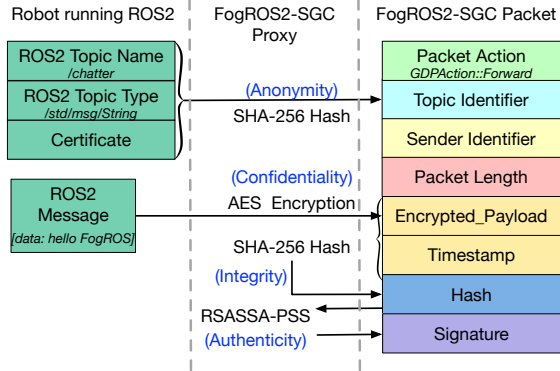 Robot running ROS2
FogROS2-SGC
Proxy
FogROS2-SGC Packet
ROS2 Topic Name
/chatter
ROS2 Topic Type
/std/msg/String
Certificate
ROS2
Message
[data: hello FogROS]
(Anonymity)
SHA-256 Hash
(Confidentiality)
AES Encryption
SHA-256 Hash
(Integrity)
RSASSA-PSS
(Authenticity)
Packet Action
GDPAction::Forward
Topic Identifier
Sender Identifier
Packet Length
Encrypted_Payload
Timestamp
Hash
Signature